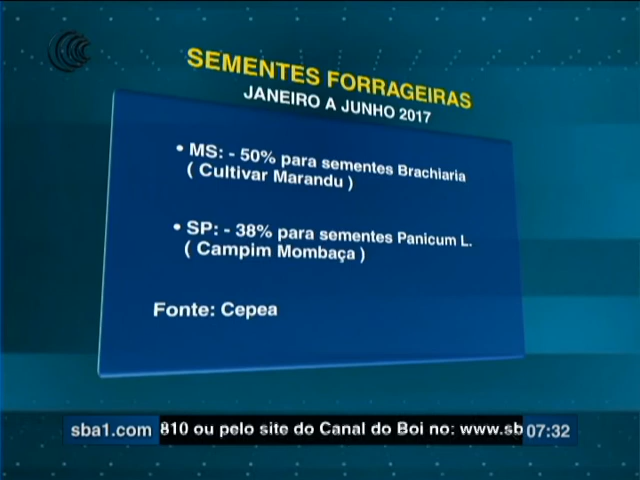 SEMENTES FORRAGEIRAS
JANEIRO A JUNHO 2017
• MS: - 50% para sementes Brachiaria
( Cultivar Marandu )
• SP: - 38% para sementes Panicum L.
( Campim Mombaça )
Fonte: Cepea
sba1.com 810 ou pelo site do Canal do Boi no: www.sb 07:32